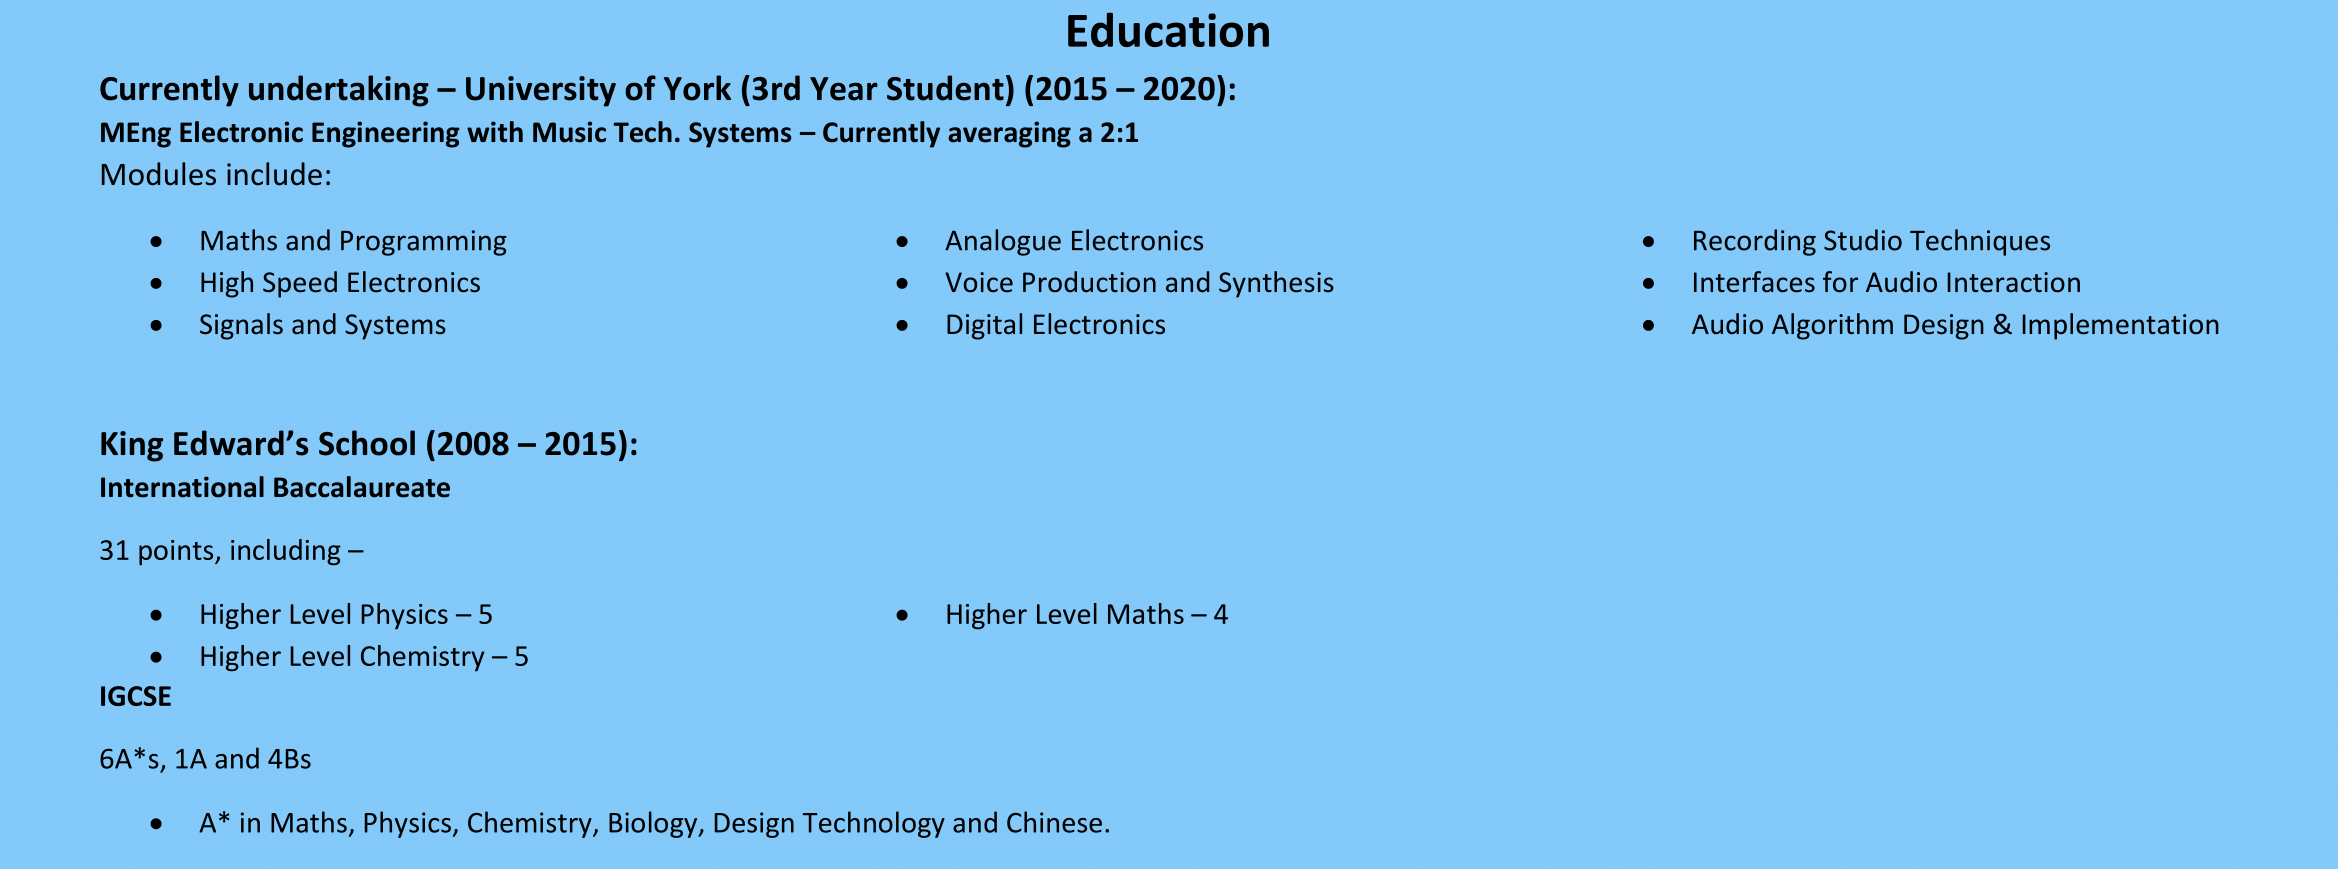 Education
Currently undertaking – University of York (3rd Year Student) (2015 – 2020):
MEng Electronic Engineering with Music Tech. Systems – Currently averaging a 2:1
Modules include:
• Maths and Programming
• High Speed Electronics
• Signals and Systems
• Analogue Electronics
• Voice Production and Synthesis
• Digital Electronics
• Recording Studio Techniques
• Interfaces for Audio Interaction
• Audio Algorithm Design & Implementation
King Edward’s School (2008 – 2015):
International Baccalaureate
31 points, including –
• Higher Level Physics – 5
• Higher Level Chemistry – 5
• Higher Level Maths – 4
IGCSE
6A*s, 1A and 4Bs
• A* in Maths, Physics, Chemistry, Biology, Design Technology and Chinese.